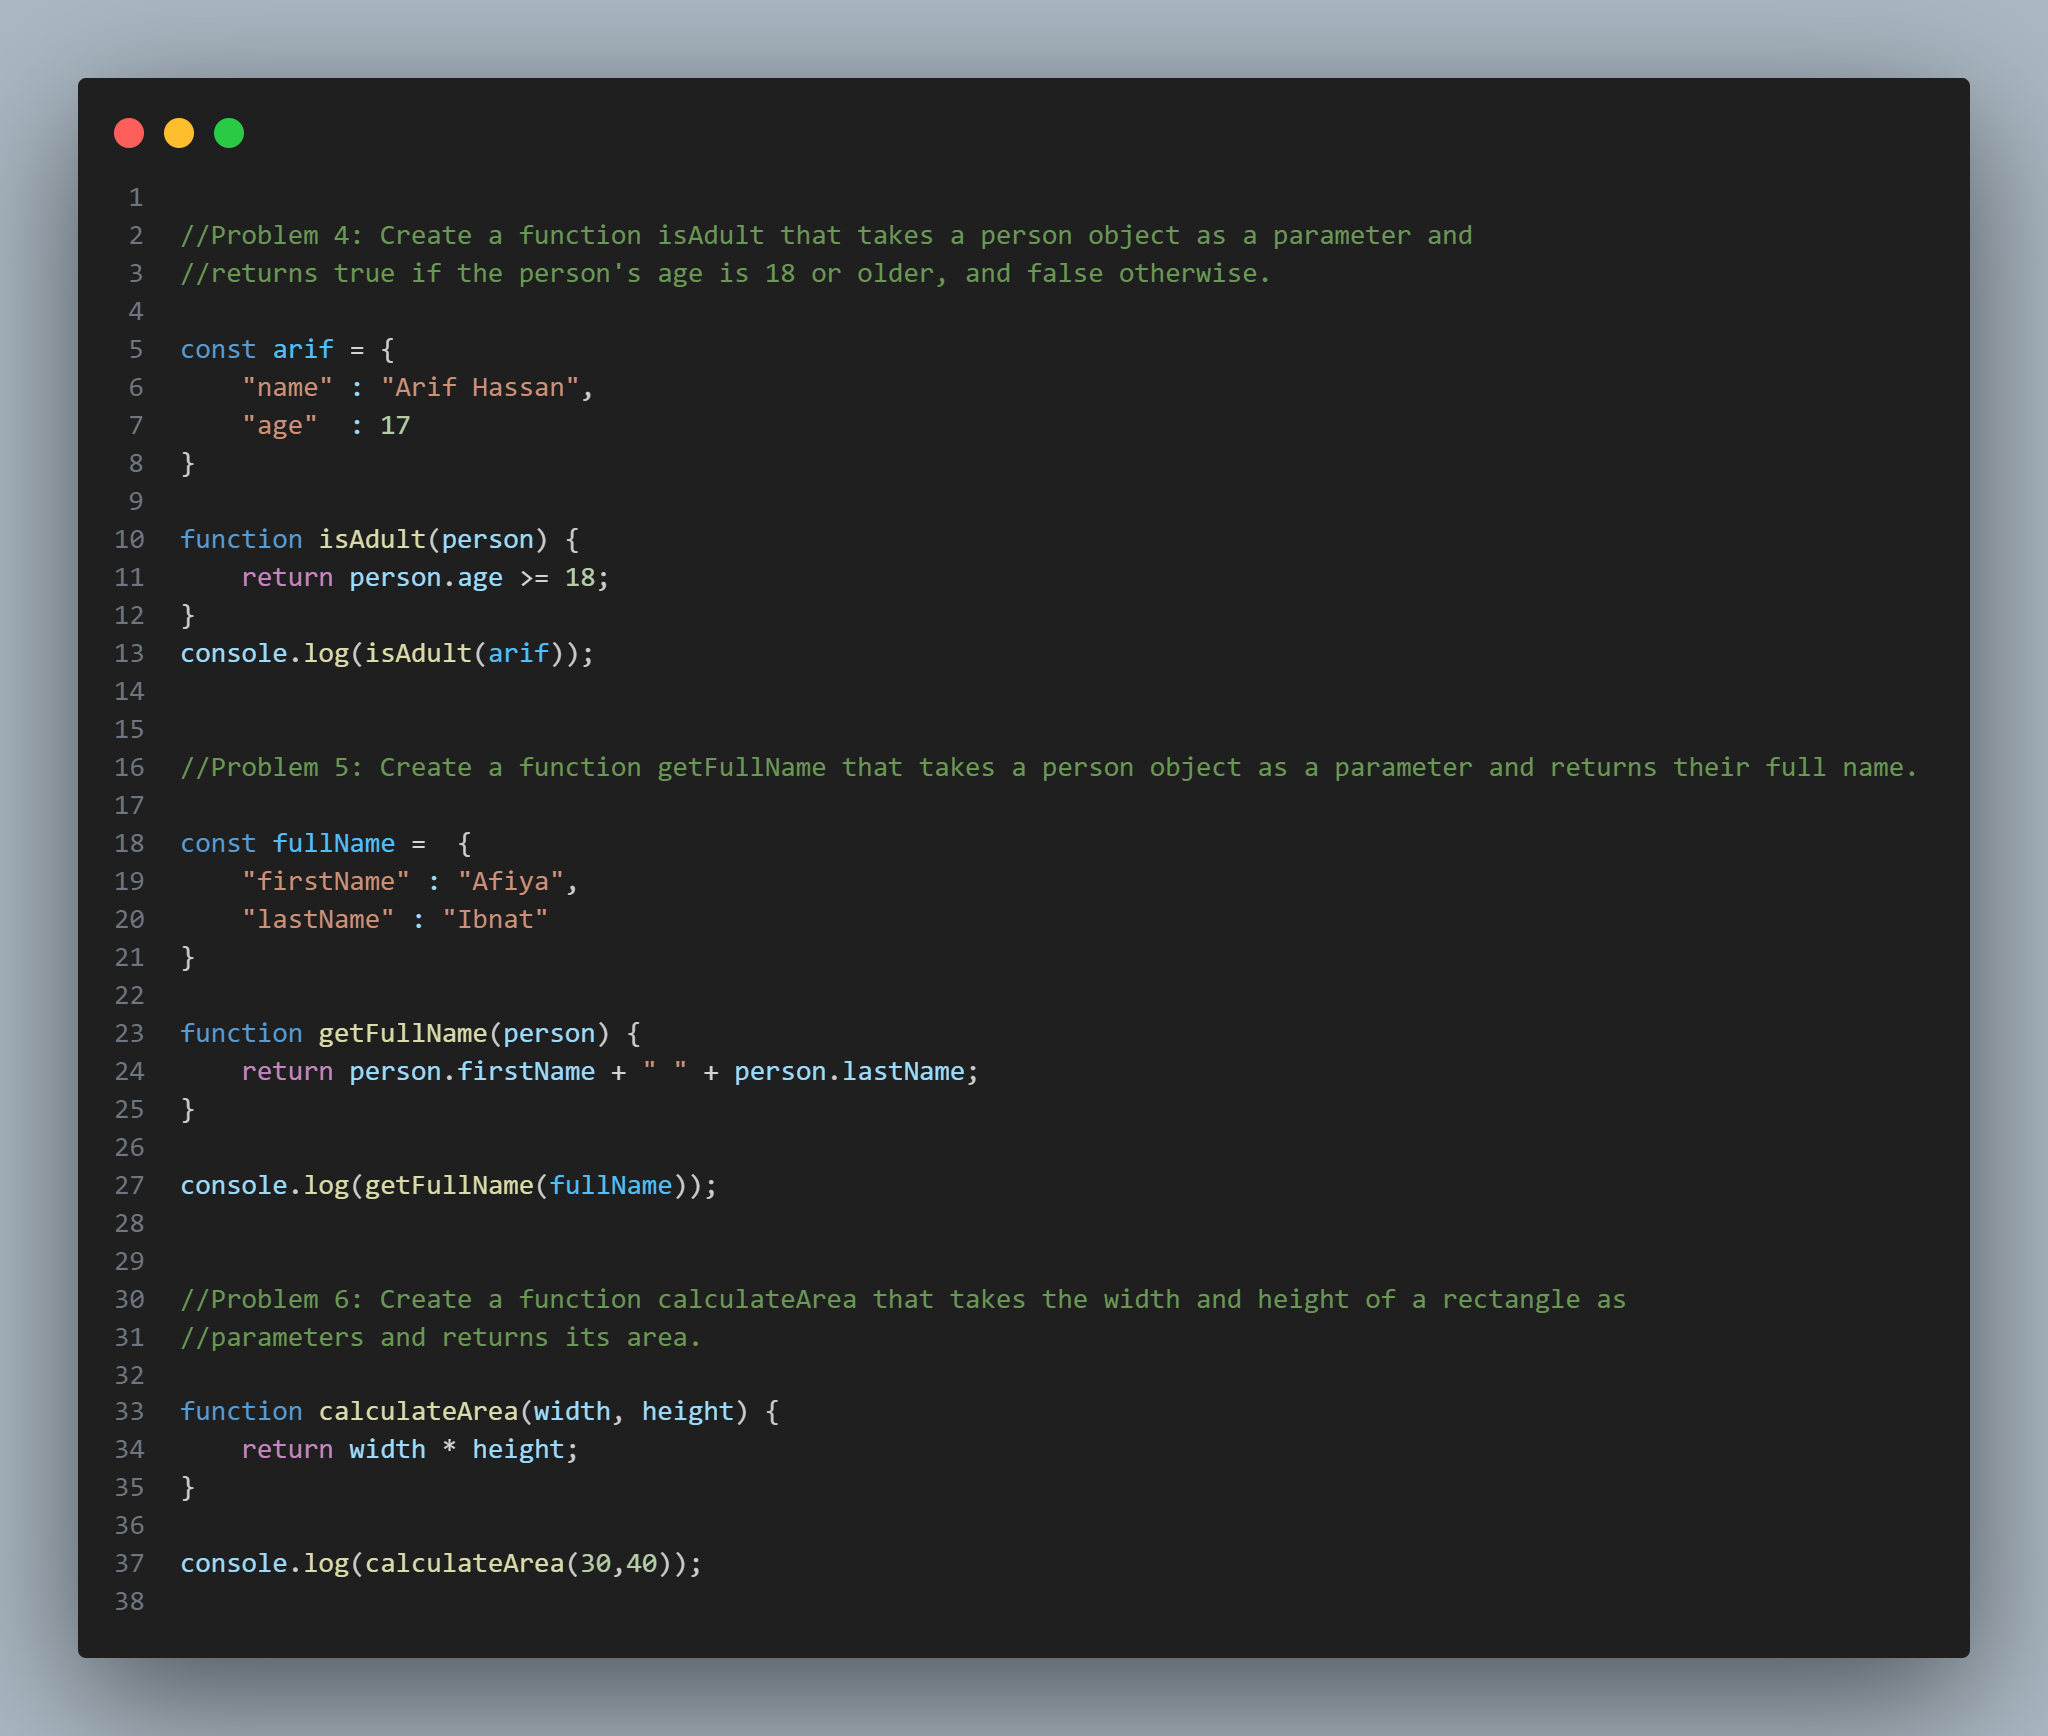 1
2 //Problem 4: Create a function isAdult that takes a person object as a parameter and
3 //returns true if the person's age is 18 or older, and false otherwise.
4
5 const arif = {
6     "name" : "Arif Hassan",
7     "age"  : 17
8 }
9
10 function isAdult(person) {
11     return person.age >= 18;
12 }
13 console.log(isAdult(arif));
14
15
16 //Problem 5: Create a function getFullName that takes a person object as a parameter and returns their full name.
17
18 const fullName =  {
19     "firstName" : "Afiya",
20     "lastName" : "Ibnat"
21 }
22
23 function getFullName(person) {
24     return person.firstName + " " + person.lastName;
25 }
26
27 console.log(getFullName(fullName));
28
29
30 //Problem 6: Create a function calculateArea that takes the width and height of a rectangle as
31 //parameters and returns its area.
32
33 function calculateArea(width, height) {
34     return width * height;
35 }
36
37 console.log(calculateArea(30,40));
38